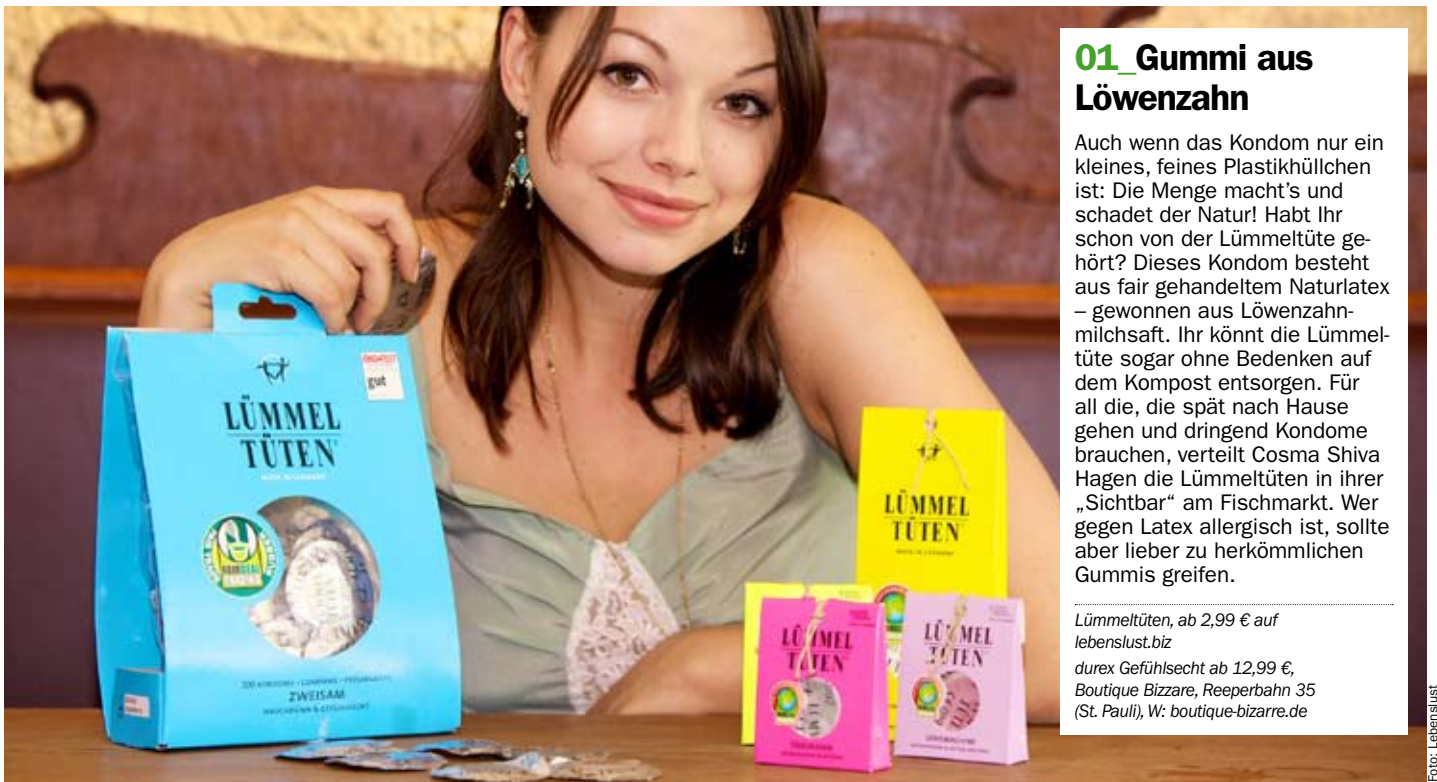 01_Gummi aus
Löwenzahn
Auch wenn das Kondom nur ein
kleines, feines Plastikhüllchen
ist: Die Menge macht’s und
schadet der Natur! Habt Ihr
schon von der Lümmeltüte ge-
hört? Dieses Kondom besteht
aus fair gehandeltem Naturlatex
– gewonnen aus Löwenzahn-
milchsaft. Ihr könnt die Lümmel-
tüte sogar ohne Bedenken auf
dem Kompost entsorgen. Für
all die, die spät nach Hause
gehen und dringend Kondome
brauchen, verteilt Cosma Shiva
Hagen die Lümmeltüten in ihrer
„Sichtbar“ am Fischmarkt. Wer
gegen Latex allergisch ist, sollte
aber lieber zu herkömmlichen
Gummis greifen.
Lümmeltüten, ab 2,99 € auf
lebenslust.biz
durex Gefühlsecht ab 12,99 €,
Boutique Bizzare, Reeperbahn 35
(St. Pauli), W: boutique-bizarre.de
Foto: Lebenslust
gut
LÜMMEL
TÜTEN
ZWEISAM
LÜMMEL
TÜTEN
LÜMMEL
TÜTEN
LÜMMEL
TÜTEN